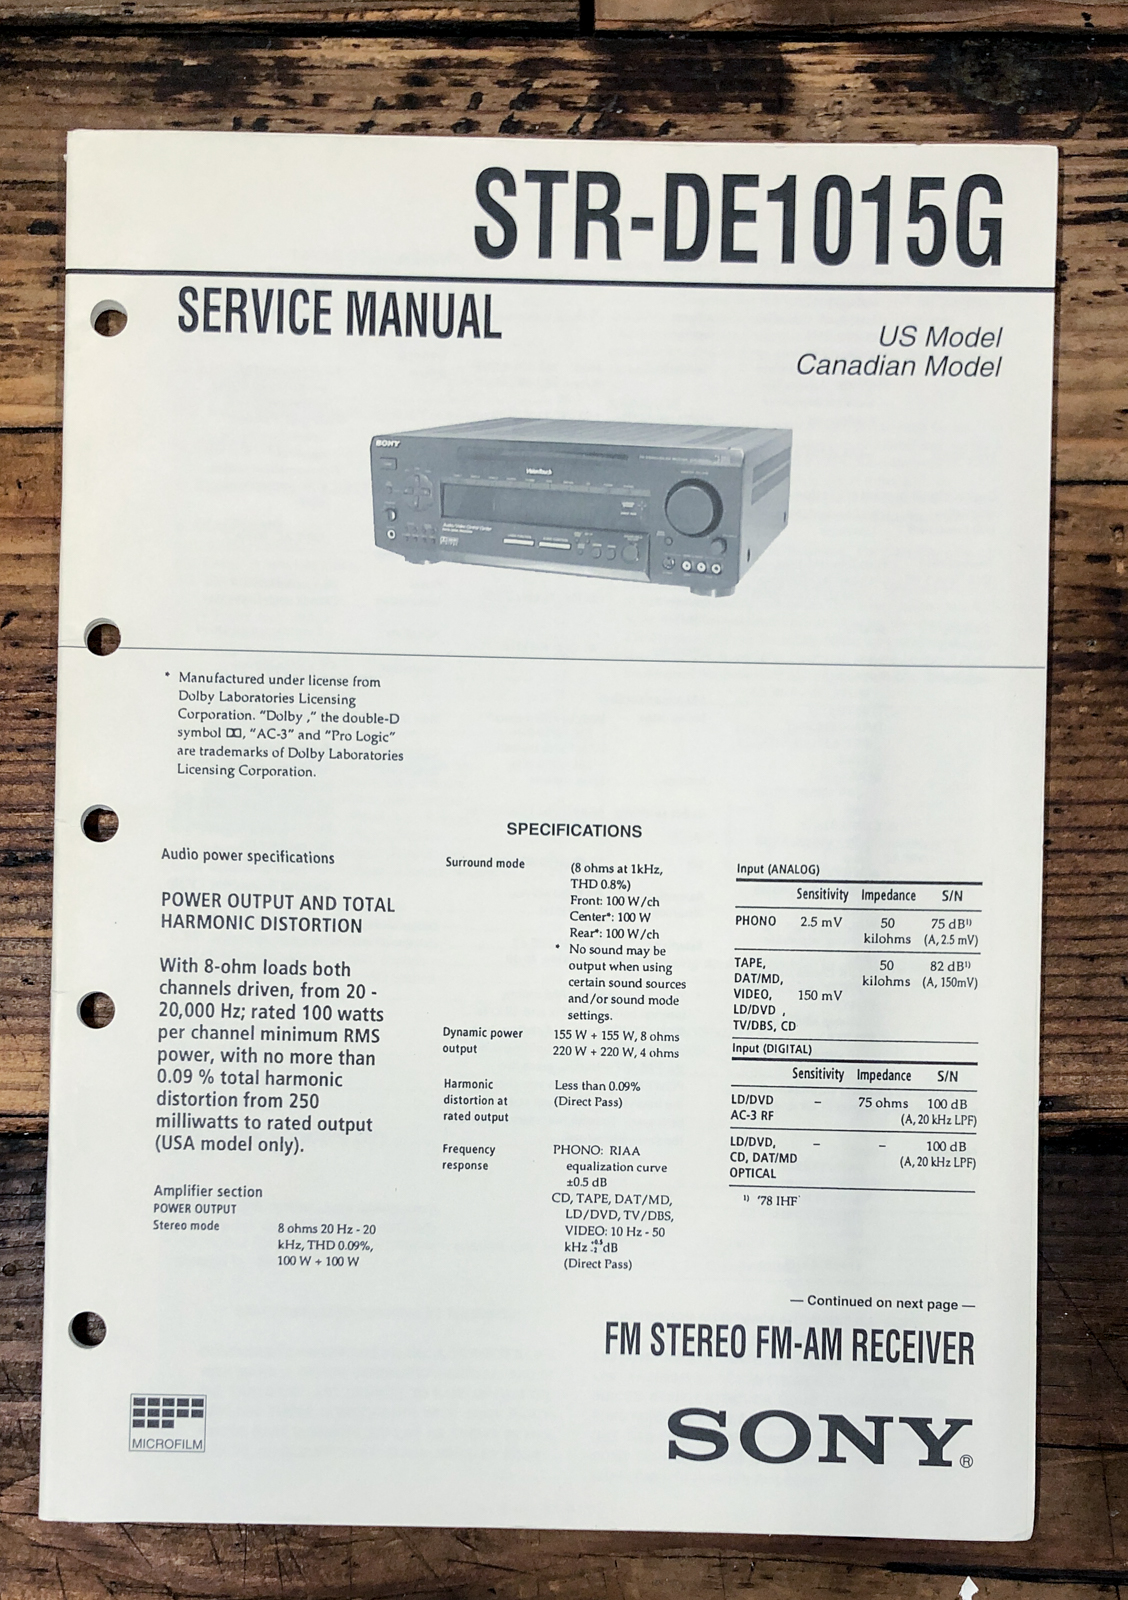 STR-DE1015G
SERVICE MANUAL
US Model
Canadian Model
SONY
* Manufactured under license from
Dolby Laboratories Licensing
Corporation. "Dolby ," the double-D
symbol, "AC-3" and "Pro Logic"
are trademarks of Dolby Laboratories
Licensing Corporation.
SPECIFICATIONS
Audio power specifications
POWER OUTPUT AND TOTAL
HARMONIC DISTORTION
With 8-ohm loads both
channels driven, from 20 -
20,000 Hz; rated 100 watts
per channel minimum RMS
power, with no more than
0.09 % total harmonic
distortion from 250
milliwatts to rated output
(USA model only).
Amplifier section
POWER OUTPUT
Stereo mode 8 ohms 20 Hz - 20
kHz, THD 0.09%,
100 W + 100 W
Surround mode (8 ohms at 1kHz,
THD 0.8%)
Front: 100 W/ch
Center*: 100 W
Rear*: 100 W/ch
* No sound may be
output when using
certain sound sources
and/or sound mode
settings.
Dynamic power 155 W + 155 W, 8 ohms
output 220 W + 220 W, 4 ohms
Harmonic Less than 0.09%
distortion at (Direct Pass)
rated output
Frequency PHONO: RIAA
response equalization curve
±0.5 dB
CD, TAPE, DAT/MD,
LD/DVD, TV/DBS,
VIDEO: 10 Hz - 50
kHz +0.5 -1 dB
(Direct Pass)
Input (ANALOG)
Sensitivity Impedance S/N
PHONO 2.5 mV 50 75 dB1)
kilohms (A, 2.5 mV)
TAPE, 50 82 dB1)
DAT/MD, kilohms (A, 150mV)
VIDEO, 150 mV
LD/DVD ,
TV/DBS, CD
Input (DIGITAL)
Sensitivity Impedance S/N
LD/DVD – 75 ohms 100 dB
AC-3 RF (A, 20 kHz LPF)
LD/DVD, – – 100 dB
CD, DAT/MD (A, 20 kHz LPF)
OPTICAL
1) '78 IHF
— Continued on next page —
FM STEREO FM-AM RECEIVER
MICROFILM
SONY®